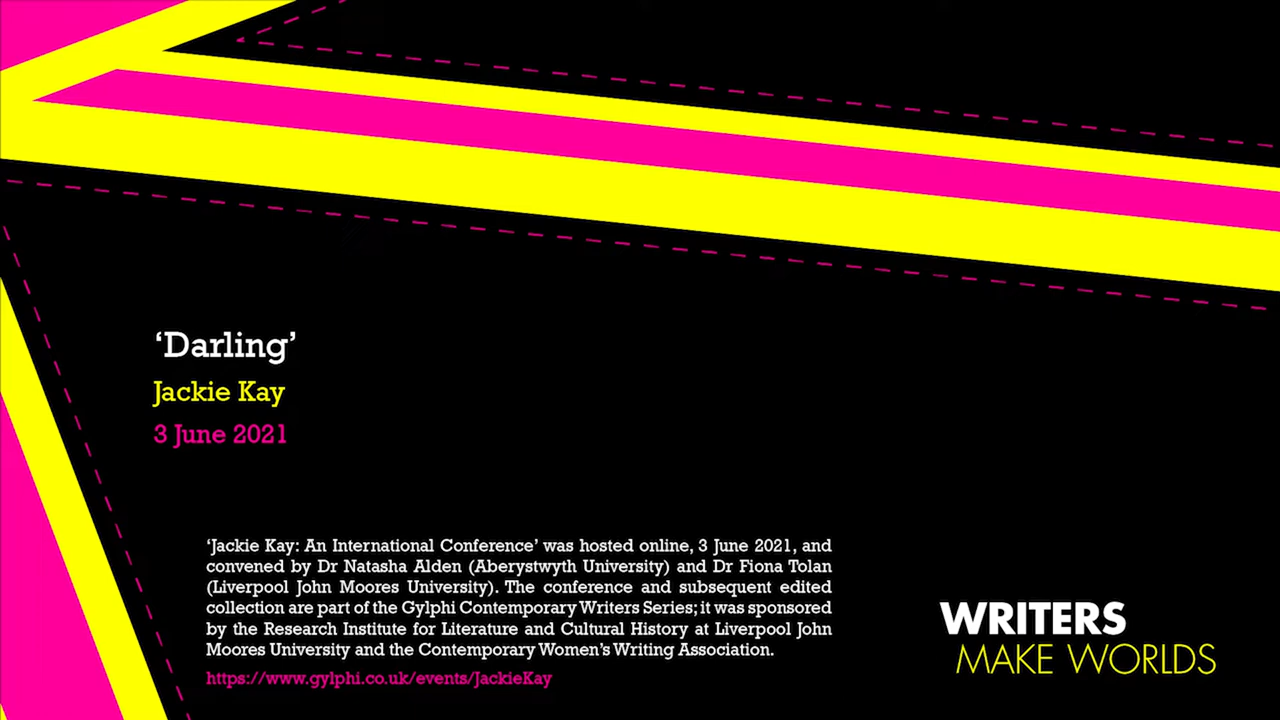 ‘Darling’
Jackie Kay
3 June 2021
‘Jackie Kay: An International Conference’ was hosted online, 3 June 2021, and
convened by Dr Natasha Alden (Aberystwyth University) and Dr Fiona Tolan
(Liverpool John Moores University). The conference and subsequent edited
collection are part of the Gylphi Contemporary Writers Series; it was sponsored
by the Research Institute for Literature and Cultural History at Liverpool John
Moores University and the Contemporary Women’s Writing Association.
https://www.gylphi.co.uk/events/JackieKay
WRITERS
MAKE WORLDS